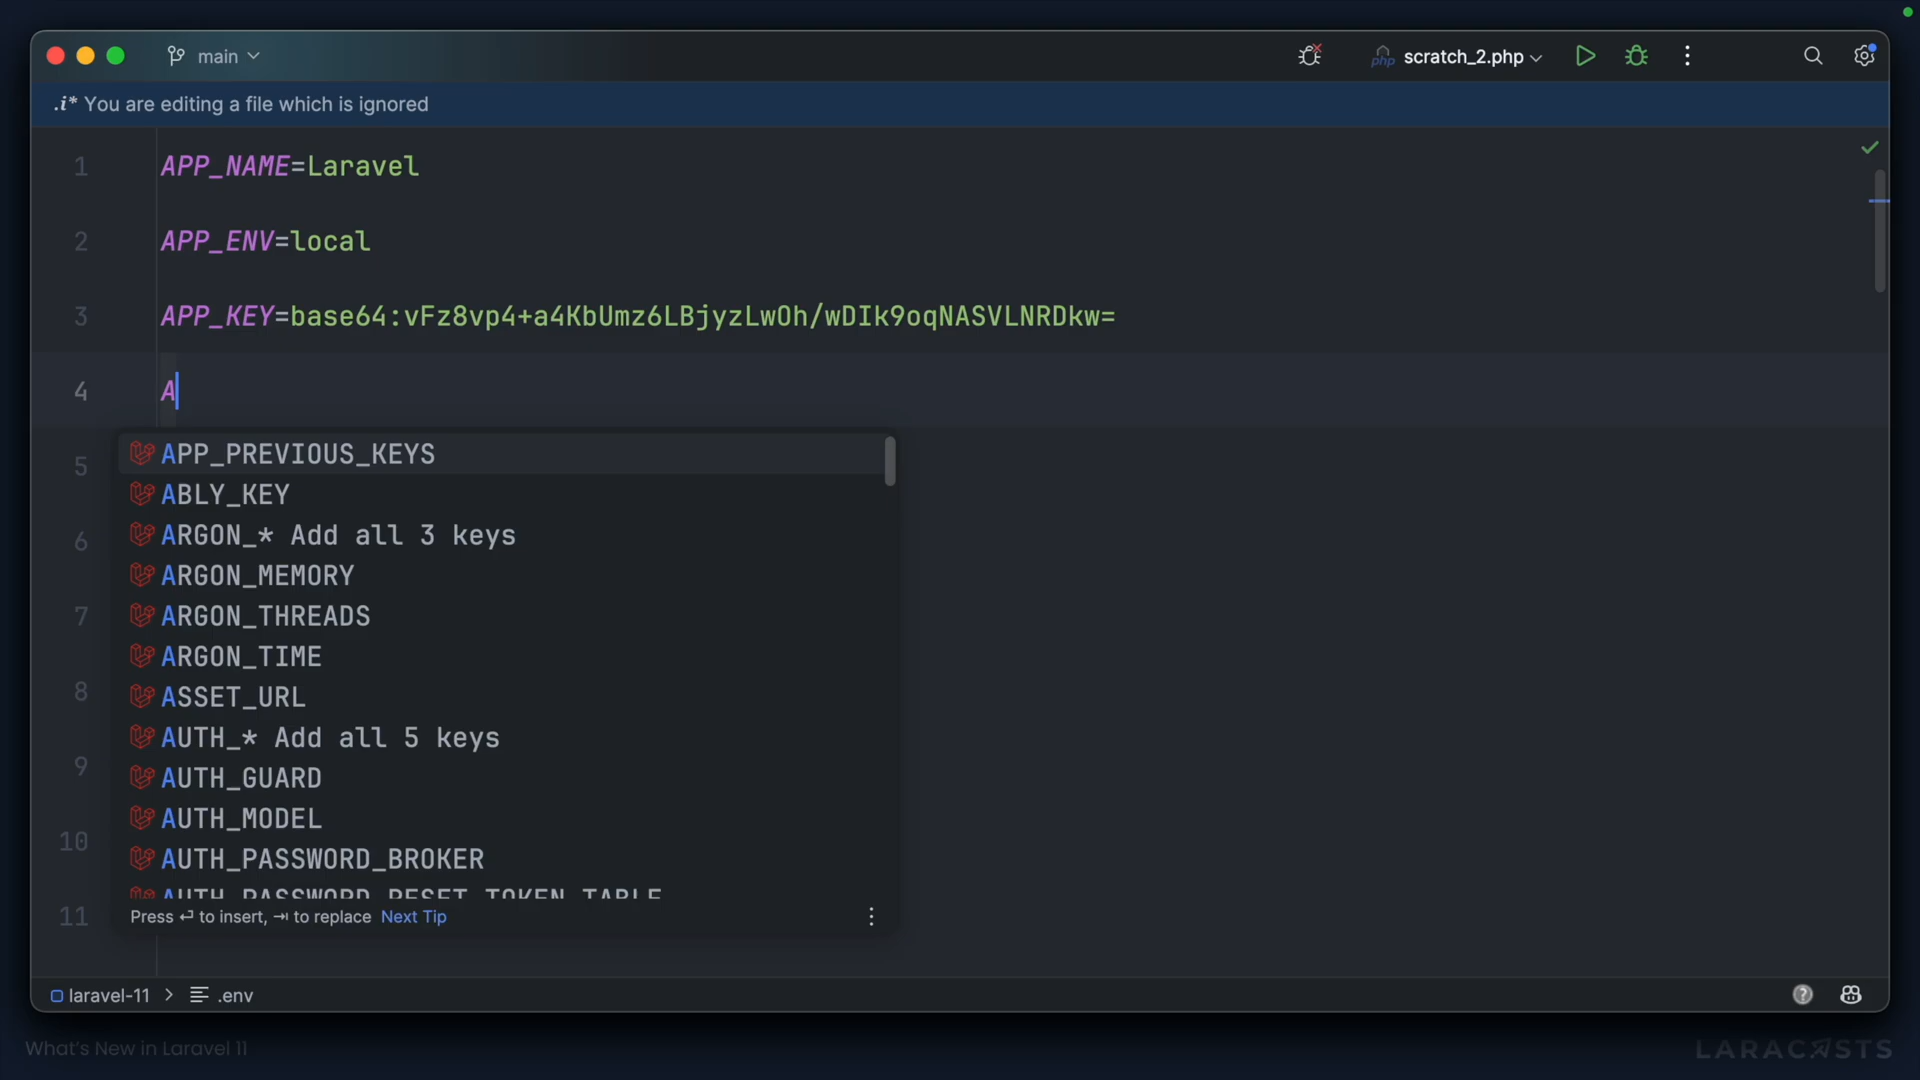 main
php
scratch_2.php
.i* You are editing a file which is ignored
1 APP_NAME=Laravel
2 APP_ENV=local
3 APP_KEY=base64:vFz8vp4+a4KbUmz6LBjyzLwOh/wDIk9oqNASVLNRDkw=
4 A
APP_PREVIOUS_KEYS
5
ABLY_KEY
6 ARGON_* Add all 3 keys
ARGON_MEMORY
7 ARGON_THREADS
ARGON_TIME
8 ASSET_URL
AUTH_* Add all 5 keys
9 AUTH_GUARD
AUTH_MODEL
10 AUTH_PASSWORD_BROKER
AUTH_PASSWORD_RESET_TOKEN_TABLE
11 Press ⏎ to insert, ⇥ to replace Next Tip
laravel-11 > .env
What's New in Laravel 11
LARACASTS